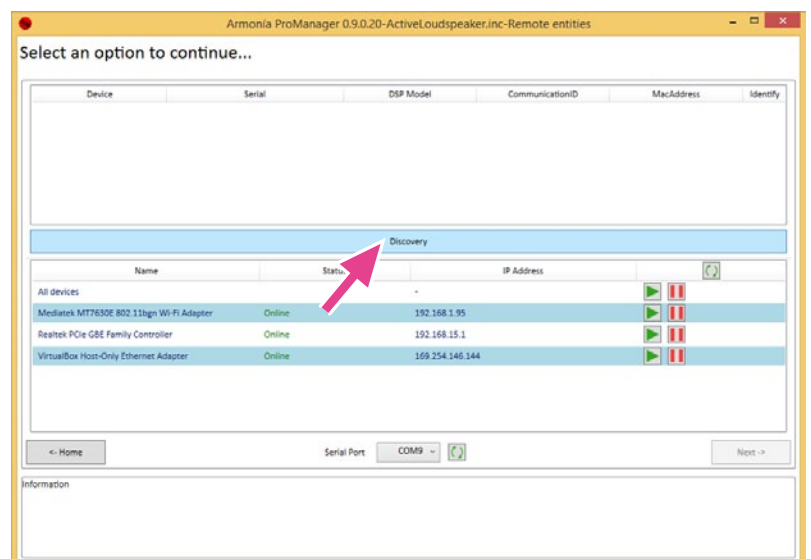 Armonía ProManager 0.9.0.20-ActiveLoudspeaker.inc-Remote entities
Select an option to continue...
Device Serial DSP Model CommunicationID MacAddress Identify
Discovery
Name IP Address
All devices -
Mediatek MT7630E 802.11bgn Wi-Fi Adapter Online 192.168.1.95
Realtek PCIe GBE Family Controller Online 192.168.15.1
VirtualBox Host-Only Ethernet Adapter Online 169.254.146.144
<- Home Serial Port COM9 Next ->
Information